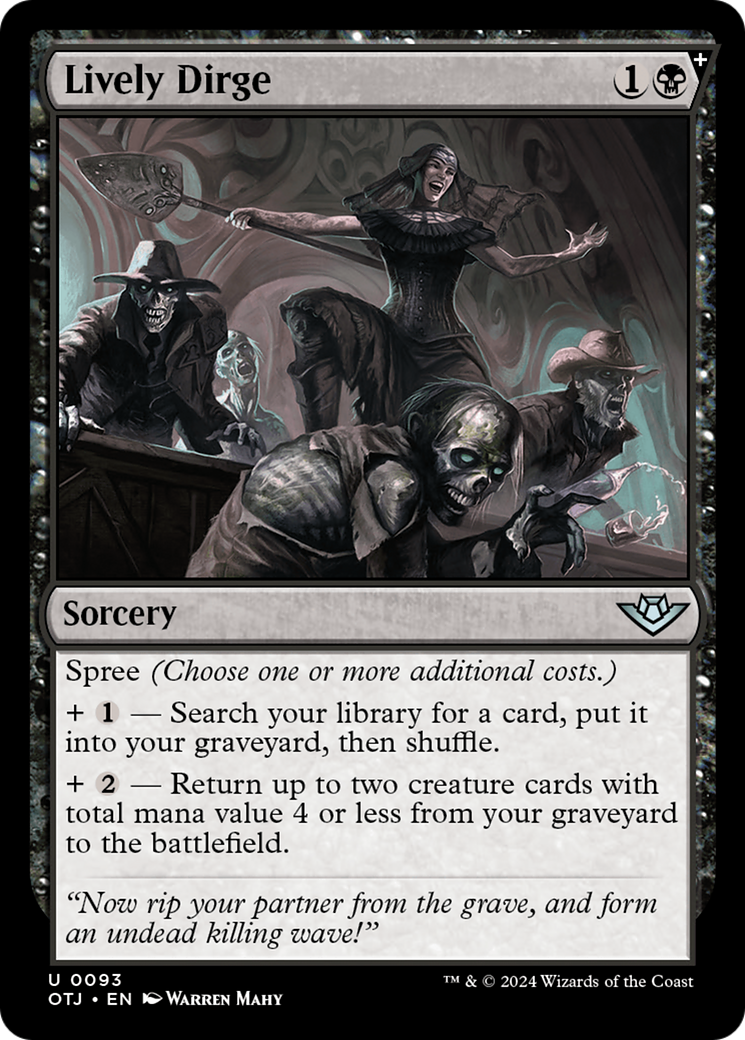 Lively Dirge 1
Sorcery
Spree (Choose one or more additional costs.)
+ 1 — Search your library for a card, put it
into your graveyard, then shuffle.
+ 2 — Return up to two creature cards with
total mana value 4 or less from your graveyard
to the battlefield.
“Now rip your partner from the grave, and form
an undead killing wave!”
U 0093
OTJ • EN Warren Mahy
™ & © 2024 Wizards of the Coast